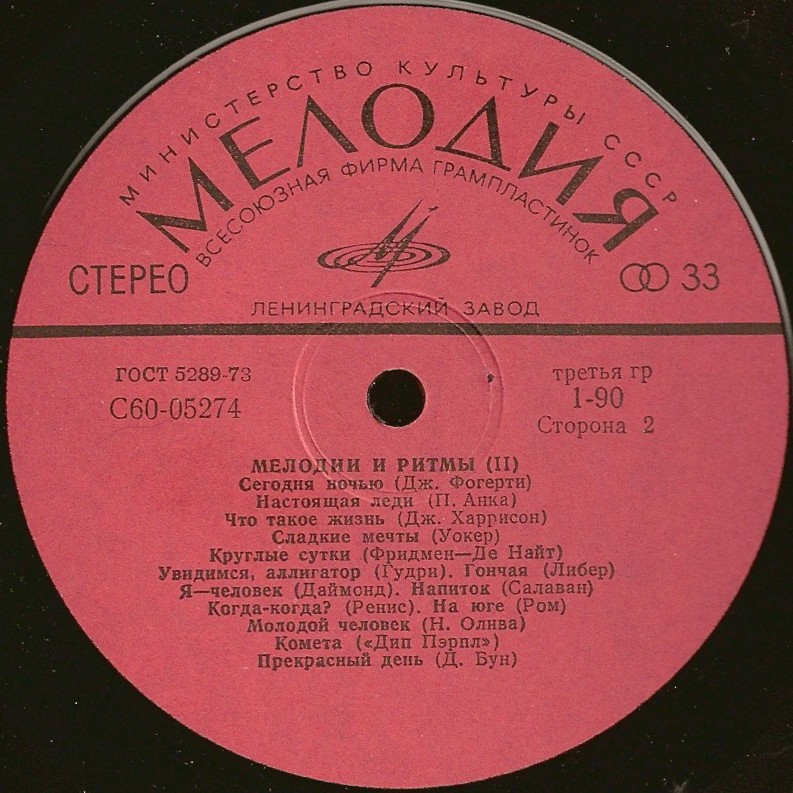 МИНИСТЕРСТВО КУЛЬТУРЫ СССР
МЕЛОДИЯ
ВСЕСОЮЗНАЯ ФИРМА ГРАМПЛАСТИНОК
СТЕРЕО
33
ЛЕНИНГРАДСКИЙ ЗАВОД
ГОСТ 5289-73
третья гр
С60-05274
1-90
Сторона 2
МЕЛОДИИ И РИТМЫ (II)
Сегодня ночью (Дж. Фогерти)
Настоящая леди (П. Анка)
Что такое жизнь (Дж. Харрисон)
Сладкие мечты (Уокер)
Круглые сутки (Фридмен—Де Найт)
Увидимся, аллигатор (Гудри). Гончая (Либер)
Я—человек (Даймонд). Напиток (Салаван)
Когда-когда? (Ренис). На юге (Ром)
Молодой человек (Н. Олива)
Комета («Дип Пэрпл»)
Прекрасный день (Д. Бун)